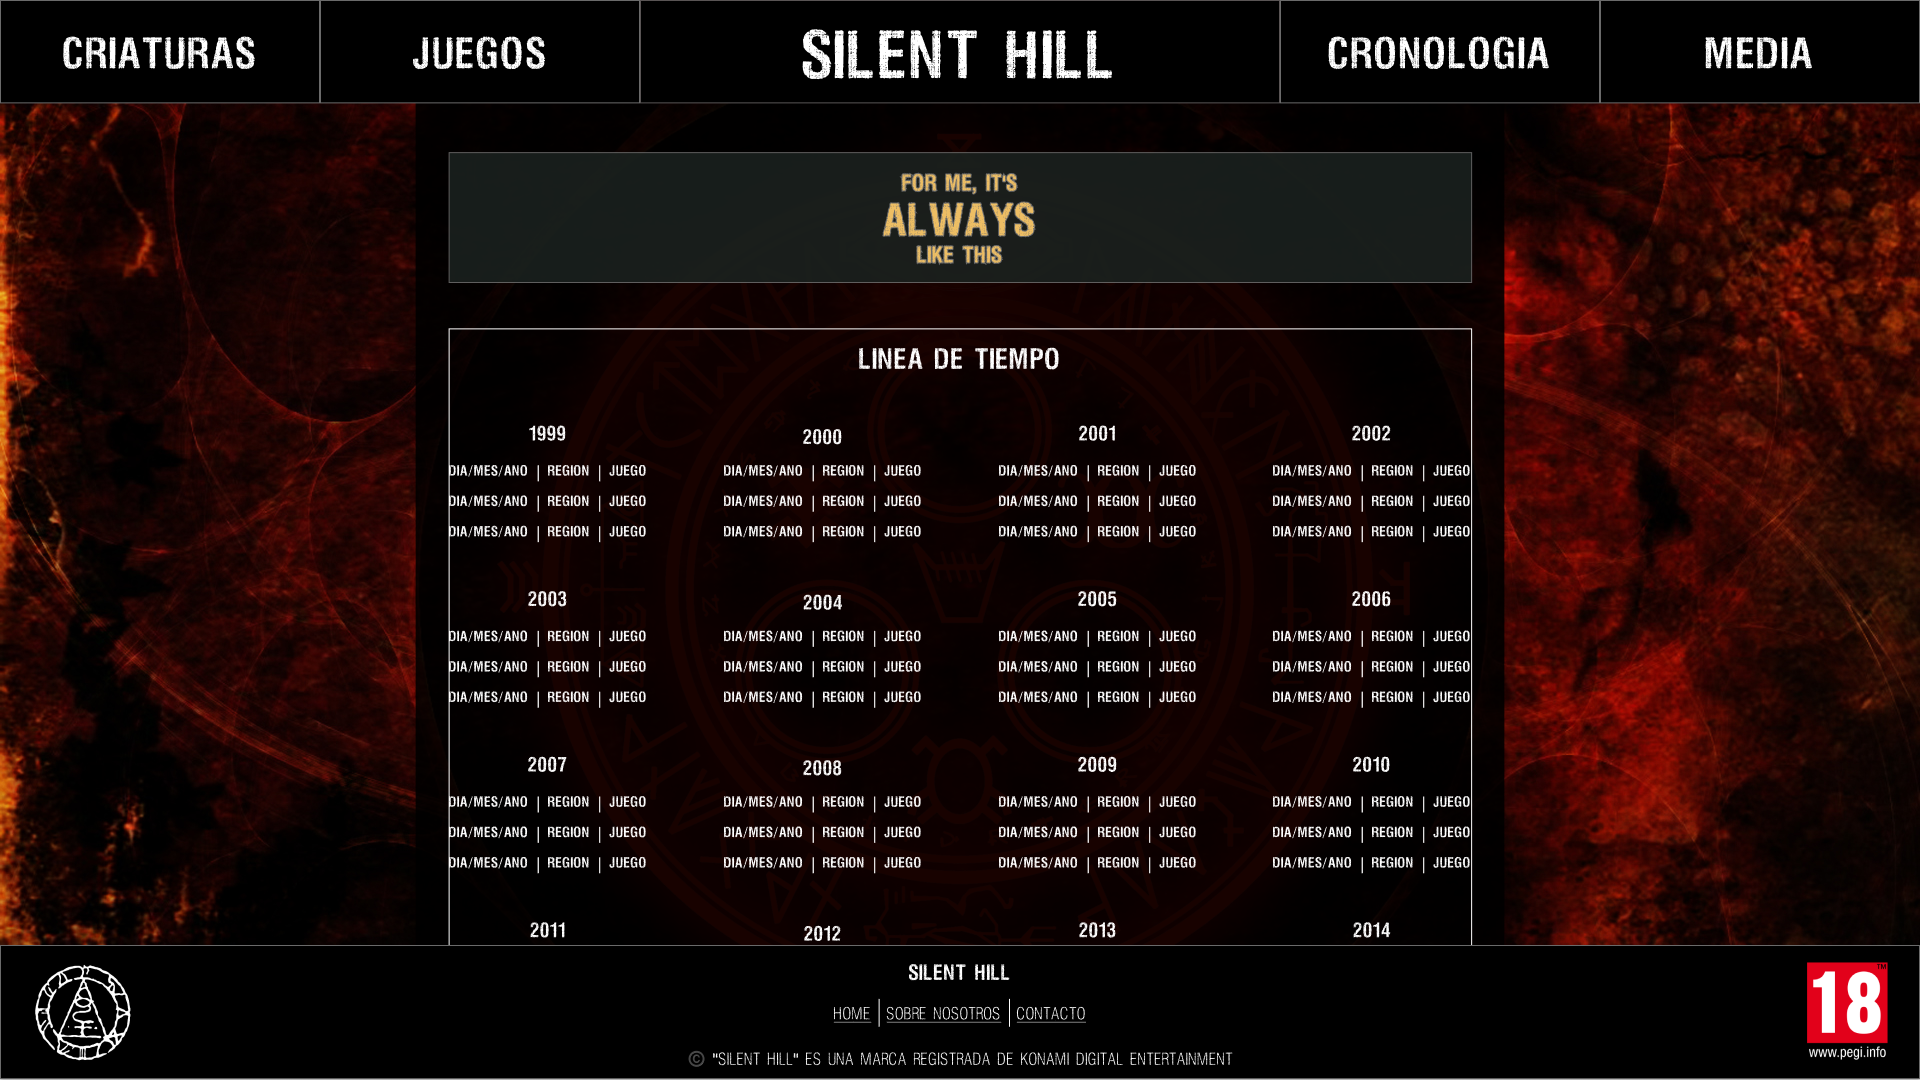 CRIATURAS JUEGOS SILENT HILL CRONOLOGIA MEDIA
FOR ME, IT'S
ALWAYS
LIKE THIS
LINEA DE TIEMPO
1999 2000 2001 2002
DIA/MES/ANO | REGION | JUEGO DIA/MES/ANO | REGION | JUEGO DIA/MES/ANO | REGION | JUEGO DIA/MES/ANO | REGION | JUEGO
DIA/MES/ANO | REGION | JUEGO DIA/MES/ANO | REGION | JUEGO DIA/MES/ANO | REGION | JUEGO DIA/MES/ANO | REGION | JUEGO
DIA/MES/ANO | REGION | JUEGO DIA/MES/ANO | REGION | JUEGO DIA/MES/ANO | REGION | JUEGO DIA/MES/ANO | REGION | JUEGO
2003 2004 2005 2006
DIA/MES/ANO | REGION | JUEGO DIA/MES/ANO | REGION | JUEGO DIA/MES/ANO | REGION | JUEGO DIA/MES/ANO | REGION | JUEGO
DIA/MES/ANO | REGION | JUEGO DIA/MES/ANO | REGION | JUEGO DIA/MES/ANO | REGION | JUEGO DIA/MES/ANO | REGION | JUEGO
DIA/MES/ANO | REGION | JUEGO DIA/MES/ANO | REGION | JUEGO DIA/MES/ANO | REGION | JUEGO DIA/MES/ANO | REGION | JUEGO
2007 2008 2009 2010
DIA/MES/ANO | REGION | JUEGO DIA/MES/ANO | REGION | JUEGO DIA/MES/ANO | REGION | JUEGO DIA/MES/ANO | REGION | JUEGO
DIA/MES/ANO | REGION | JUEGO DIA/MES/ANO | REGION | JUEGO DIA/MES/ANO | REGION | JUEGO DIA/MES/ANO | REGION | JUEGO
DIA/MES/ANO | REGION | JUEGO DIA/MES/ANO | REGION | JUEGO DIA/MES/ANO | REGION | JUEGO DIA/MES/ANO | REGION | JUEGO
2011 2012 2013 2014
SILENT HILL
HOME | SOBRE NOSOTROS | CONTACTO
© "SILENT HILL" ES UNA MARCA REGISTRADA DE KONAMI DIGITAL ENTERTAINMENT
18 ™
www.pegi.info